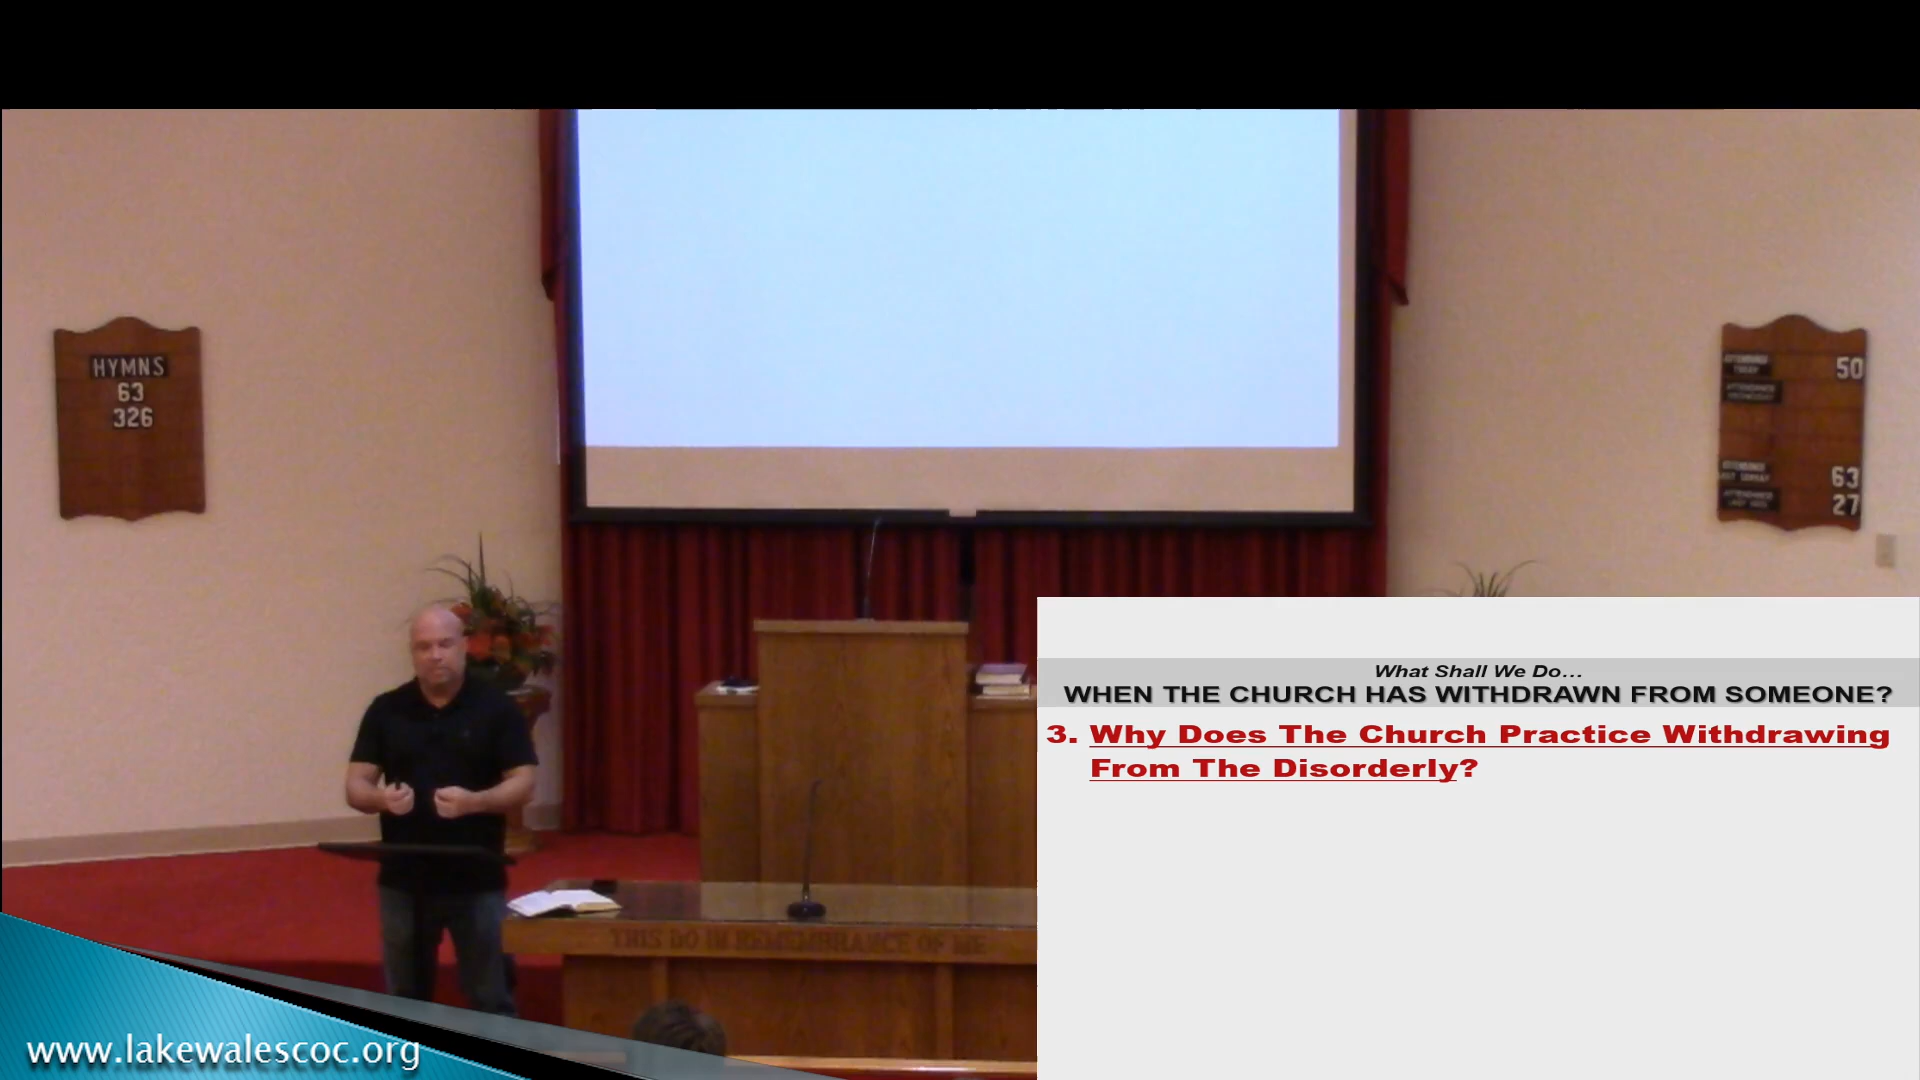 HYMNS
63
326
50
63
27
THIS DO IN REMEMBRANCE OF ME
What Shall We Do...
WHEN THE CHURCH HAS WITHDRAWN FROM SOMEONE?
3. Why Does The Church Practice Withdrawing
From The Disorderly?
www.lakewalescoc.org